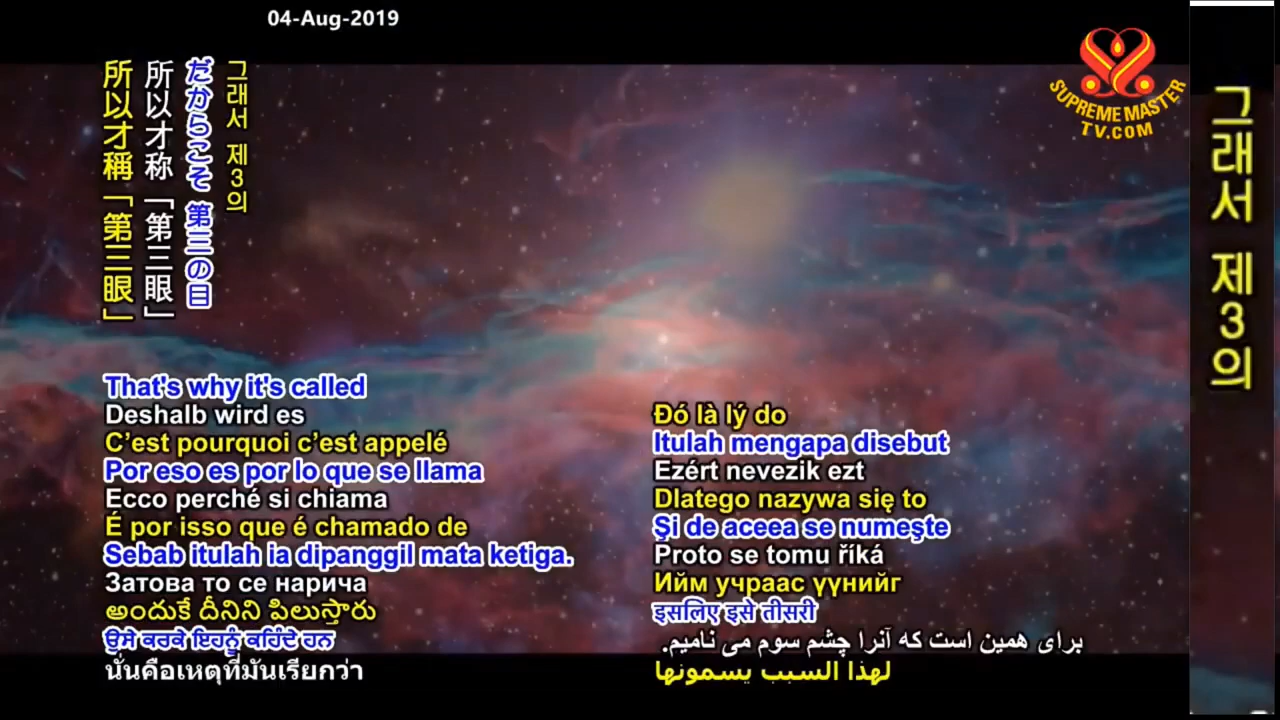 04-Aug-2019
SUPREME MASTER
TV.COM
그래서 제3의
だからこそ 第三の目
所以才称「第三眼」
所以才稱「第三眼」
That's why it's called
Deshalb wird es
C’est pourquoi c’est appelé
Por eso es por lo que se llama
Ecco perché si chiama
É por isso que é chamado de
Sebab itulah ia dipanggil mata ketiga.
Затова то се нарича
అందుకే దీనిని పిలుస్తారు
ਉਸੇ ਕਰਕੇ ਇਹਨੂੰ ਕਹਿੰਦੇ ਹਨ
นั่นคือเหตุที่มันเรียกว่า
Đó là lý do
Itulah mengapa disebut
Ezért nevezik ezt
Dlatego nazywa się to
Şi de aceea se numeşte
Proto se tomu říká
Ийм учраас үүнийг
इसलिए इसे तीसरी
برای همین است که آنرا چشم سوم می نامیم.
لهذا السبب يسمونها
그래서 제3의